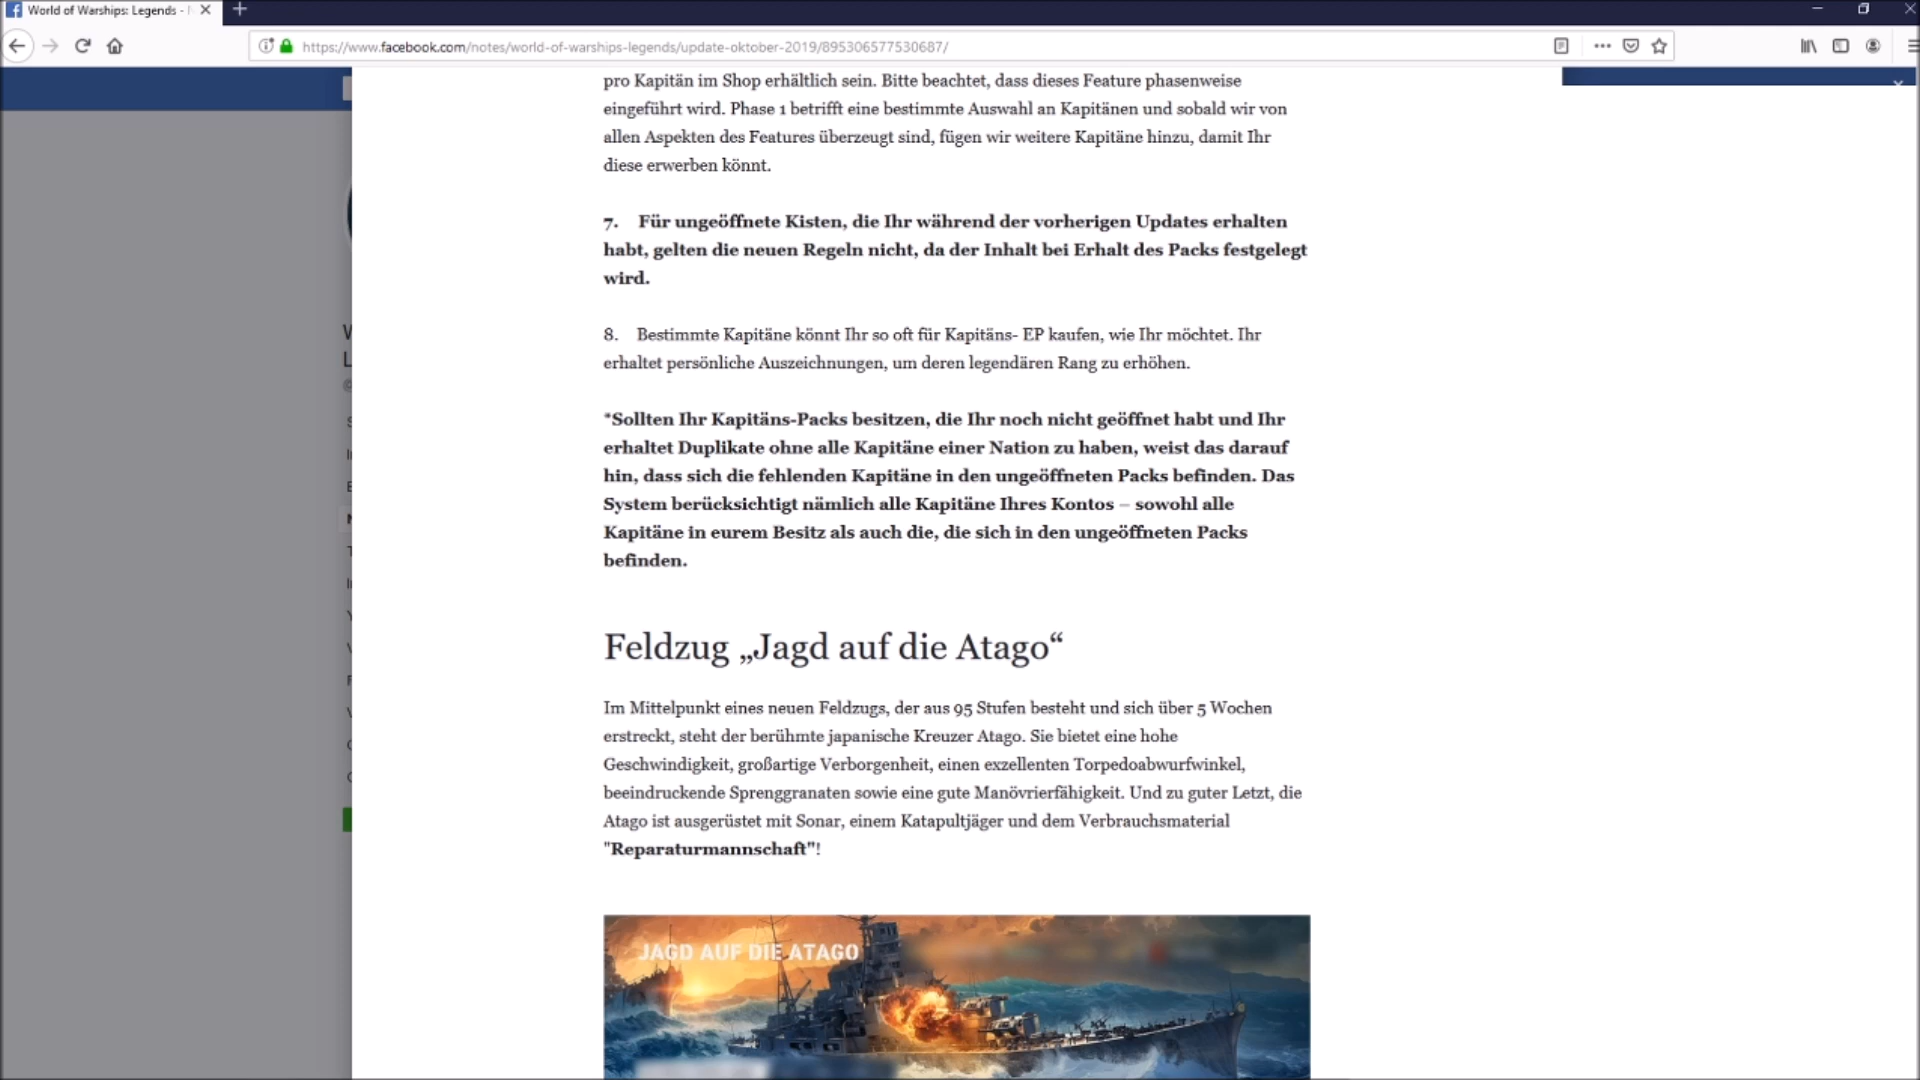 World of Warships: Legends -
https://www.facebook.com/notes/world-of-warships-legends/update-oktober-2019/895306577530687/
pro Kapitän im Shop erhältlich sein. Bitte beachtet, dass dieses Feature phasenweise
eingeführt wird. Phase 1 betrifft eine bestimmte Auswahl an Kapitänen und sobald wir von
allen Aspekten des Features überzeugt sind, fügen wir weitere Kapitäne hinzu, damit Ihr
diese erwerben könnt.
7. Für ungeöffnete Kisten, die Ihr während der vorherigen Updates erhalten
habt, gelten die neuen Regeln nicht, da der Inhalt bei Erhalt des Packs festgelegt
wird.
8. Bestimmte Kapitäne könnt Ihr so oft für Kapitäns- EP kaufen, wie Ihr möchtet. Ihr
erhaltet persönliche Auszeichnungen, um deren legendären Rang zu erhöhen.
*Sollten Ihr Kapitäns-Packs besitzen, die Ihr noch nicht geöffnet habt und Ihr
erhaltet Duplikate ohne alle Kapitäne einer Nation zu haben, weist das darauf
hin, dass sich die fehlenden Kapitäne in den ungeöffneten Packs befinden. Das
System berücksichtigt nämlich alle Kapitäne Ihres Kontos – sowohl alle
Kapitäne in eurem Besitz als auch die, die sich in den ungeöffneten Packs
befinden.
Feldzug „Jagd auf die Atago“
Im Mittelpunkt eines neuen Feldzugs, der aus 95 Stufen besteht und sich über 5 Wochen
erstreckt, steht der berühmte japanische Kreuzer Atago. Sie bietet eine hohe
Geschwindigkeit, großartige Verborgenheit, einen exzellenten Torpedoabwurfwinkel,
beeindruckende Sprenggranaten sowie eine gute Manövrierfähigkeit. Und zu guter Letzt, die
Atago ist ausgerüstet mit Sonar, einem Katapultjäger und dem Verbrauchsmaterial
"Reparaturmannschaft"!
JAGD AUF DIE ATAGO